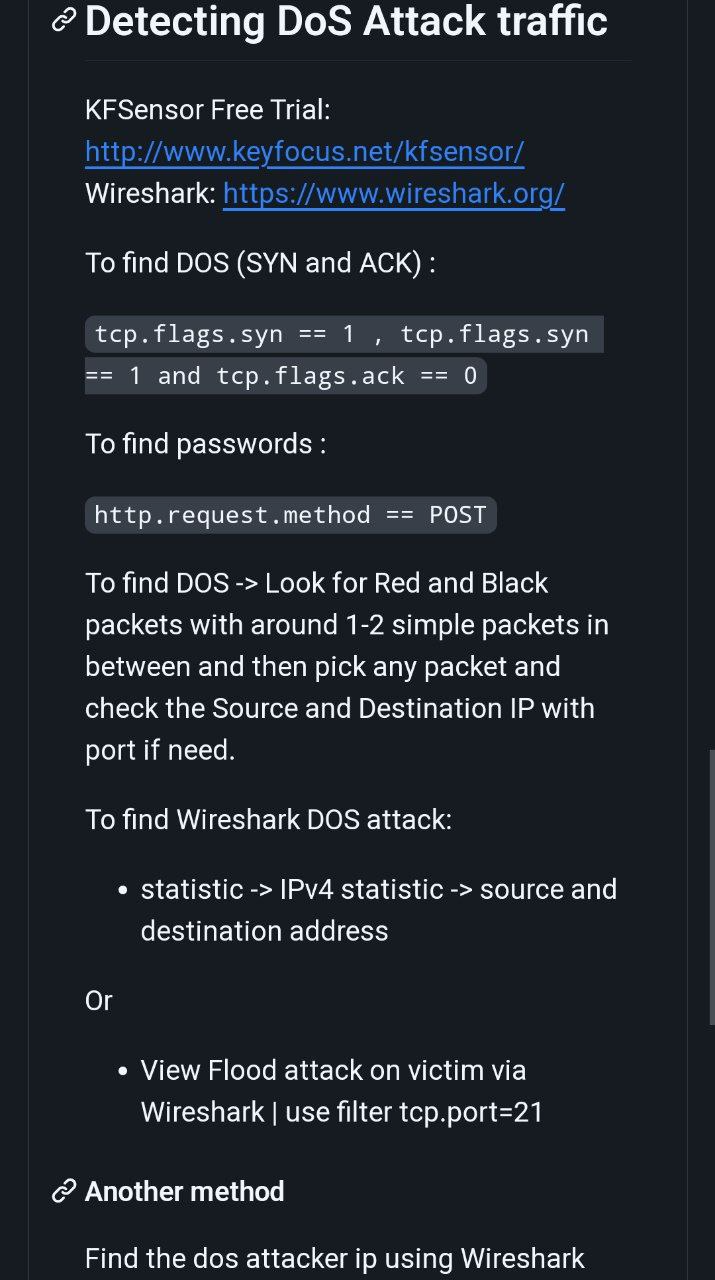 Detecting DoS Attack traffic
KFSensor Free Trial:
http://www.keyfocus.net/kfsensor/
Wireshark: https://www.wireshark.org/
To find DOS (SYN and ACK) :
tcp.flags.syn == 1 , tcp.flags.syn
== 1 and tcp.flags.ack == 0
To find passwords :
http.request.method == POST
To find DOS -> Look for Red and Black
packets with around 1-2 simple packets in
between and then pick any packet and
check the Source and Destination IP with
port if need.
To find Wireshark DOS attack:
• statistic -> IPv4 statistic -> source and
destination address
Or
• View Flood attack on victim via
Wireshark | use filter tcp.port=21
Another method
Find the dos attacker ip using Wireshark